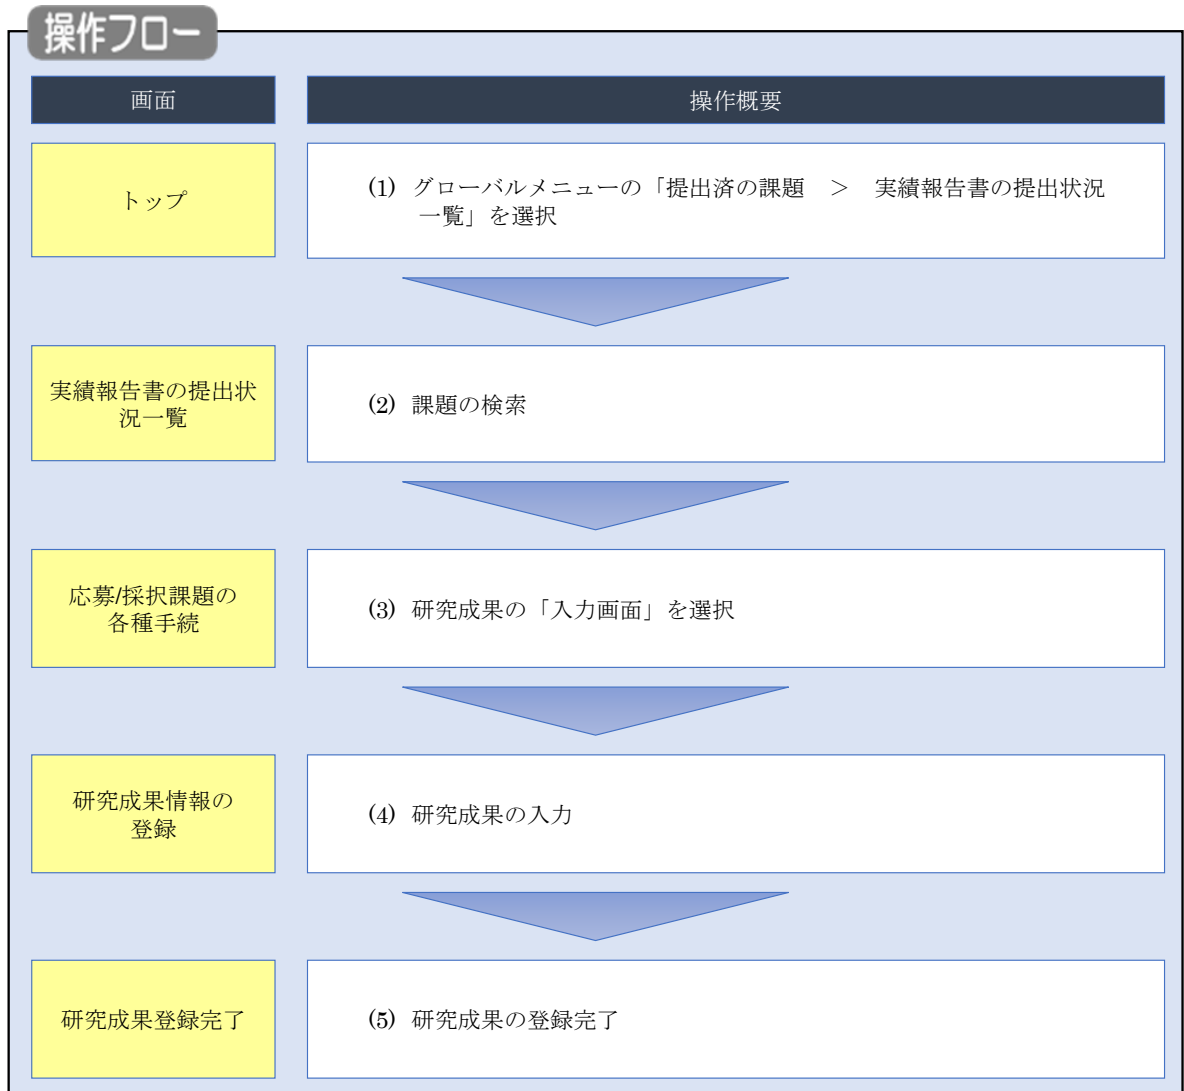 操作フロー
画面
操作概要
トップ
(1) グローバルメニューの「提出済の課題　＞　実績報告書の提出状況
一覧」を選択
実績報告書の提出状
況一覧
(2) 課題の検索
応募/採択課題の
各種手続
(3) 研究成果の「入力画面」を選択
研究成果情報の
登録
(4) 研究成果の入力
研究成果登録完了
(5) 研究成果の登録完了